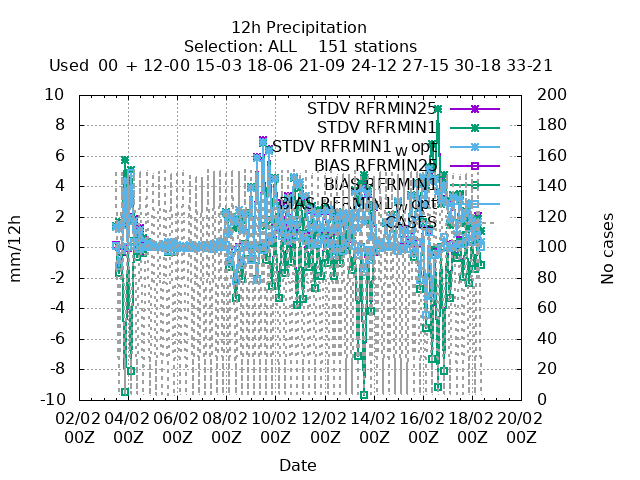 12h Precipitation
Selection: ALL 151 stations
Used 00 + 12-00 15-03 18-06 21-09 24-12 27-15 30-18 33-21
10 200
8 180
6 160
4 140
2 120
0 100
-2 80
-4 60
-6 40
-8 20
-10 0
STDV RFRMIN25
STDV RFRMIN1
STDV RFRMIN1_W opt
BIAS RFRMIN25
BIAS RFRMIN1
BIAS RFRMIN1_W opt
CASES
mm/12h
No cases
02/02 04/02 06/02 08/02 10/02 12/02 14/02 16/02 18/02 20/02
00Z 00Z 00Z 00Z 00Z 00Z 00Z 00Z 00Z 00Z
Date